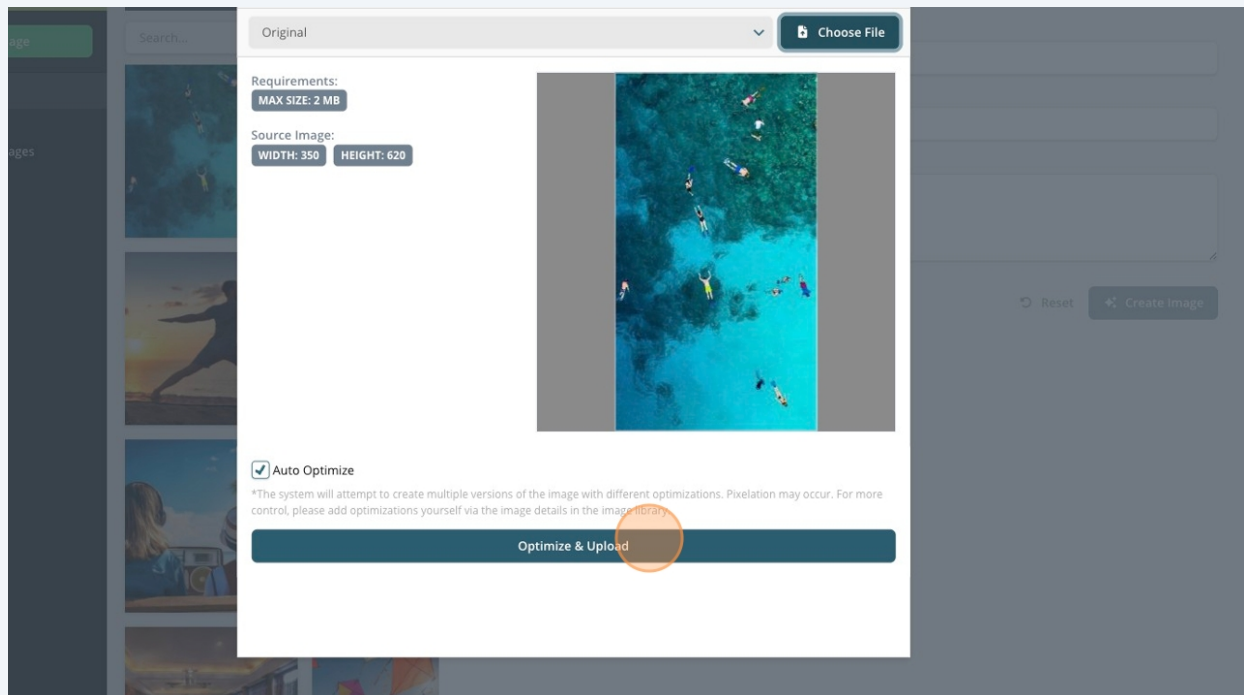 age
Search...
ages
Original
Choose File
Requirements:
MAX SIZE: 2 MB
Source Image:
WIDTH: 350 HEIGHT: 620
Reset
Create Image
Auto Optimize
*The system will attempt to create multiple versions of the image with different optimizations. Pixelation may occur. For more
control, please add optimizations yourself via the image details in the image library.
Optimize & Upload